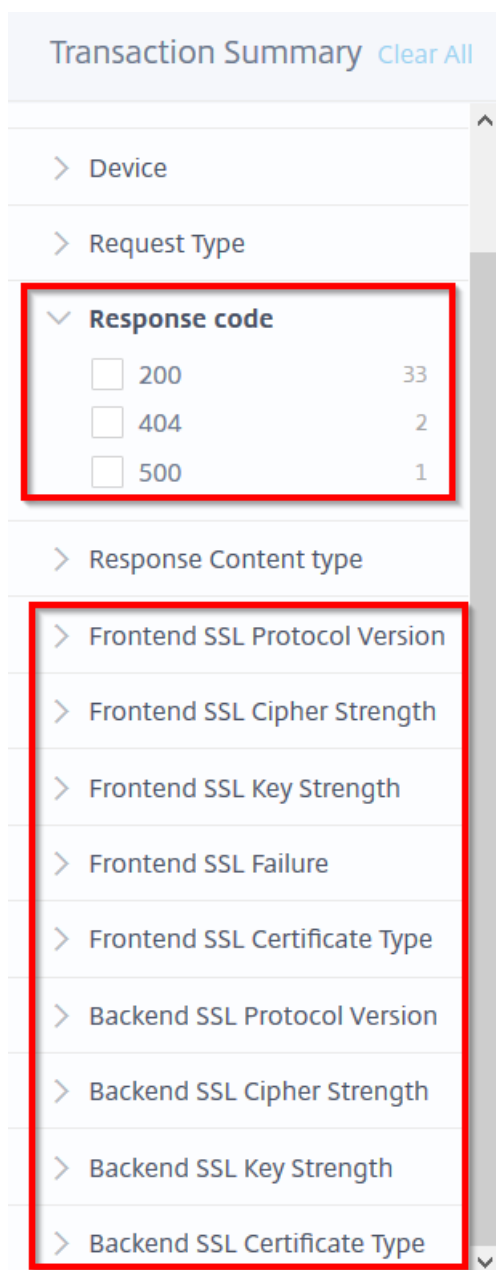 Transaction Summary Clear All
Device
Request Type
Response code
200 33
404 2
500 1
Response Content type
Frontend SSL Protocol Version
Frontend SSL Cipher Strength
Frontend SSL Key Strength
Frontend SSL Failure
Frontend SSL Certificate Type
Backend SSL Protocol Version
Backend SSL Cipher Strength
Backend SSL Key Strength
Backend SSL Certificate Type